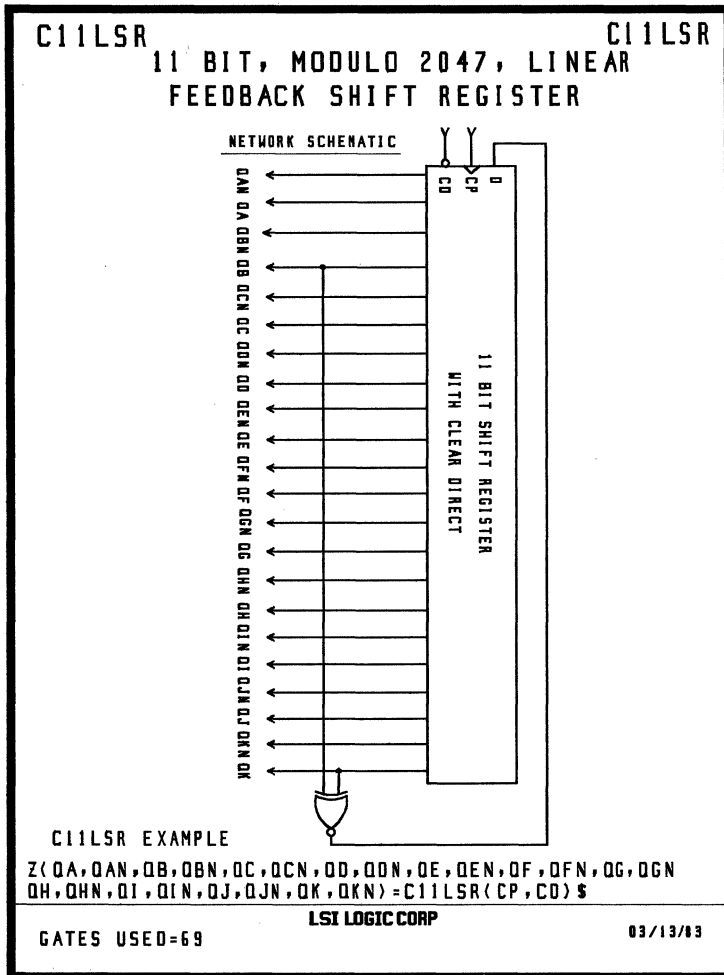 C11LSR C11LSR
11 BIT, MODULO 2047, LINEAR
FEEDBACK SHIFT REGISTER
NETWORK SCHEMATIC
CD CP D
QAN
QA
QBN
QB
QCN
QC
QDN
QD
QEN
QE
QFN
QF
QGN
QG
QHN
QH
QIN
QI
QJN
QJ
QKN
QK
11 BIT SHIFT REGISTER
WITH CLEAR DIRECT
C11LSR EXAMPLE
Z(QA,QAN,QB,QBN,QC,QCN,QD,QDN,QE,QEN,QF,QFN,QG,QGN
QH,QHN,QI,QIN,QJ,QJN,QK,QKN)=C11LSR(CP,CD)$
LSI LOGIC CORP
GATES USED=69
03/13/83